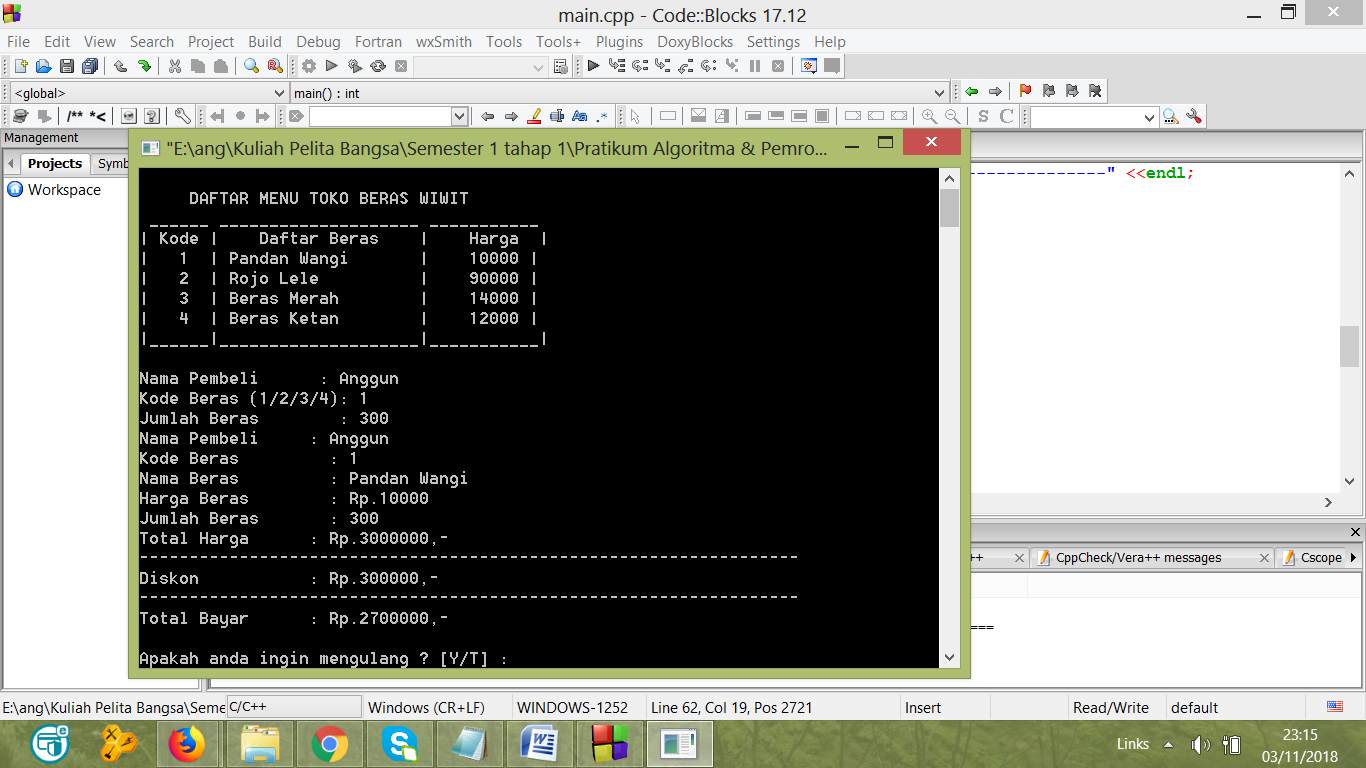 main.cpp - Code::Blocks 17.12
File Edit View Search Project Build Debug Fortran wxSmith Tools Tools+ Plugins DoxyBlocks Settings Help
<global> main() : int
/** *< Aa .* S C
Management
Projects Symb
Workspace
"E:\ang\Kuliah Pelita Bangsa\Semester 1 tahap 1\Pratikum Algoritma & Pemro...
--------------" <<endl;
DAFTAR MENU TOKO BERAS WIWIT
______ ____________________ ___________
| Kode | Daftar Beras | Harga |
| 1 | Pandan Wangi | 10000 |
| 2 | Rojo Lele | 90000 |
| 3 | Beras Merah | 14000 |
| 4 | Beras Ketan | 12000 |
|______|____________________|___________|
Nama Pembeli : Anggun
Kode Beras (1/2/3/4): 1
Jumlah Beras : 300
Nama Pembeli : Anggun
Kode Beras : 1
Nama Beras : Pandan Wangi
Harga Beras : Rp.10000
Jumlah Beras : 300
Total Harga : Rp.3000000,-
------------------------------------------------------------------
Diskon : Rp.300000,-
------------------------------------------------------------------
Total Bayar : Rp.2700000,-
Apakah anda ingin mengulang ? [Y/T] :
++ CppCheck/Vera++ messages Cscope
===
E:\ang\Kuliah Pelita Bangsa\Seme C/C++ Windows (CR+LF) WINDOWS-1252 Line 62, Col 19, Pos 2721 Insert Read/Write default
Links
23:15
03/11/2018